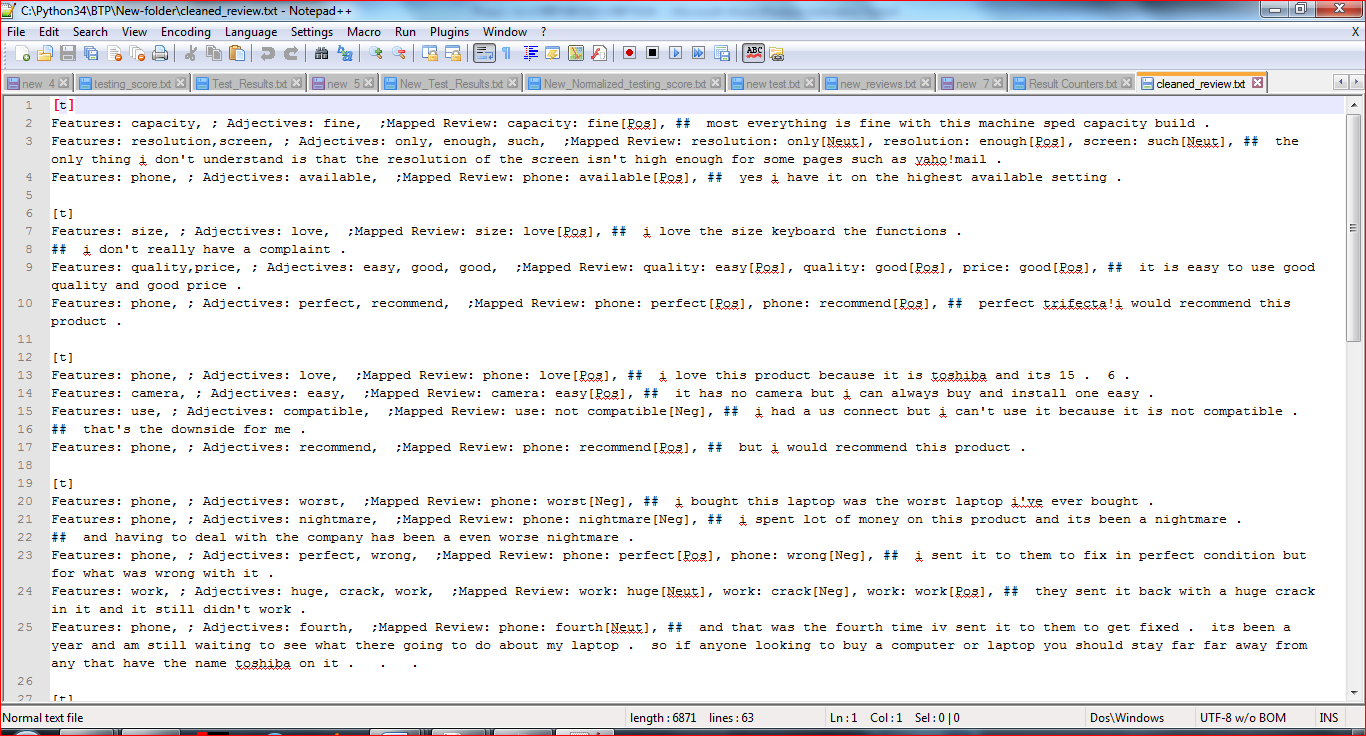 C:\Python34\BTP\New-folder\cleaned_review.txt - Notepad++
File Edit Search View Encoding Language Settings Macro Run Plugins Window ? X
new 4 testing_score.txt Test_Results.txt new 5 New_Test_Results.txt New_Normalized_testing_score.txt new test.txt new_reviews.txt new 7 Result Counters.txt cleaned_review.txt
1 [t]
2 Features: capacity, ; Adjectives: fine,  ;Mapped Review: capacity: fine[Pos], ##  most everything is fine with this machine sped capacity build .
3 Features: resolution,screen, ; Adjectives: only, enough, such,  ;Mapped Review: resolution: only[Neut], resolution: enough[Pos], screen: such[Neut], ##  the
only thing i don't understand is that the resolution of the screen isn't high enough for some pages such as yaho!mail .
4 Features: phone, ; Adjectives: available,  ;Mapped Review: phone: available[Pos], ##  yes i have it on the highest available setting .
5
6 [t]
7 Features: size, ; Adjectives: love,  ;Mapped Review: size: love[Pos], ##  i love the size keyboard the functions .
8 ##  i don't really have a complaint .
9 Features: quality,price, ; Adjectives: easy, good, good,  ;Mapped Review: quality: easy[Pos], quality: good[Pos], price: good[Pos], ##  it is easy to use good
quality and good price .
10 Features: phone, ; Adjectives: perfect, recommend,  ;Mapped Review: phone: perfect[Pos], phone: recommend[Pos], ##  perfect trifecta!i would recommend this
product .
11
12 [t]
13 Features: phone, ; Adjectives: love,  ;Mapped Review: phone: love[Pos], ##  i love this product because it is toshiba and its 15 .  6 .
14 Features: camera, ; Adjectives: easy,  ;Mapped Review: camera: easy[Pos], ##  it has no camera but i can always buy and install one easy .
15 Features: use, ; Adjectives: compatible,  ;Mapped Review: use: not compatible[Neg], ##  i had a us connect but i can't use it because it is not compatible .
16 ##  that's the downside for me .
17 Features: phone, ; Adjectives: recommend,  ;Mapped Review: phone: recommend[Pos], ##  but i would recommend this product .
18
19 [t]
20 Features: phone, ; Adjectives: worst,  ;Mapped Review: phone: worst[Neg], ##  i bought this laptop was the worst laptop i've ever bought .
21 Features: phone, ; Adjectives: nightmare,  ;Mapped Review: phone: nightmare[Neg], ##  i spent lot of money on this product and its been a nightmare .
22 ##  and having to deal with the company has been a even worse nightmare .
23 Features: phone, ; Adjectives: perfect, wrong,  ;Mapped Review: phone: perfect[Pos], phone: wrong[Neg], ##  i sent it to them to fix in perfect condition but
for what was wrong with it .
24 Features: work, ; Adjectives: huge, crack, work,  ;Mapped Review: work: huge[Neut], work: crack[Neg], work: work[Pos], ##  they sent it back with a huge crack
in it and it still didn't work .
25 Features: phone, ; Adjectives: fourth,  ;Mapped Review: phone: fourth[Neut], ##  and that was the fourth time iv sent it to them to get fixed .  its been a
year and am still waiting to see what there going to do about my laptop .  so if anyone looking to buy a computer or laptop you should stay far far away from
any that have the name toshiba on it .   .   .
26
27 [t]
Normal text file length : 6871 lines : 63 Ln : 1 Col : 1 Sel : 0 | 0 Dos\Windows UTF-8 w/o BOM INS